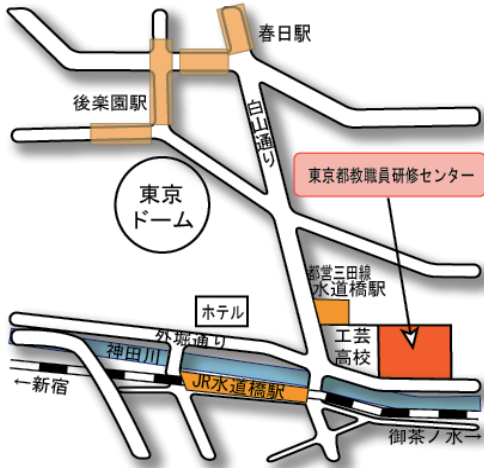 春日駅
後楽園駅
白山通り
東京都教職員研修センター
東京
ドーム
都営三田線
水道橋駅
ホテル
工芸
高校
外堀通り
神田川
JR水道橋駅
←新宿
御茶ノ水→